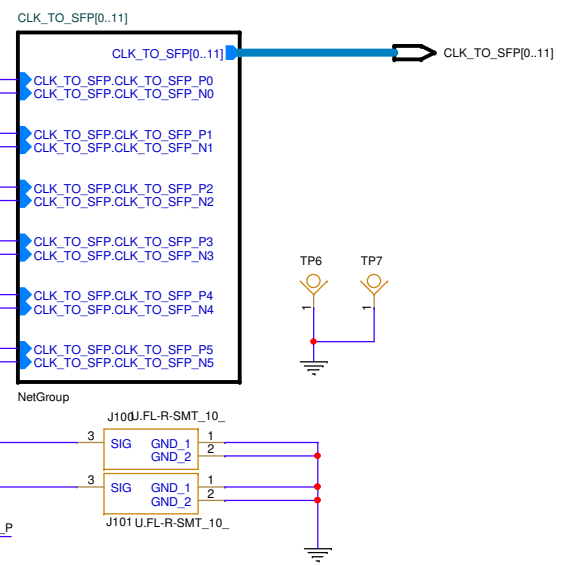 CLK_TO_SFP[0..11]
CLK_TO_SFP[0..11]
CLK_TO_SFP[0..11]
CLK_TO_SFP.CLK_TO_SFP_P0
CLK_TO_SFP.CLK_TO_SFP_N0
CLK_TO_SFP.CLK_TO_SFP_P1
CLK_TO_SFP.CLK_TO_SFP_N1
CLK_TO_SFP.CLK_TO_SFP_P2
CLK_TO_SFP.CLK_TO_SFP_N2
CLK_TO_SFP.CLK_TO_SFP_P3
CLK_TO_SFP.CLK_TO_SFP_N3
CLK_TO_SFP.CLK_TO_SFP_P4
CLK_TO_SFP.CLK_TO_SFP_N4
CLK_TO_SFP.CLK_TO_SFP_P5
CLK_TO_SFP.CLK_TO_SFP_N5
NetGroup
TP6
TP7
1
1
J100
U.FL-R-SMT_10_
3
SIG
GND_1
1
GND_2
2
3
SIG
GND_1
1
GND_2
2
J101
U.FL-R-SMT_10_
_P